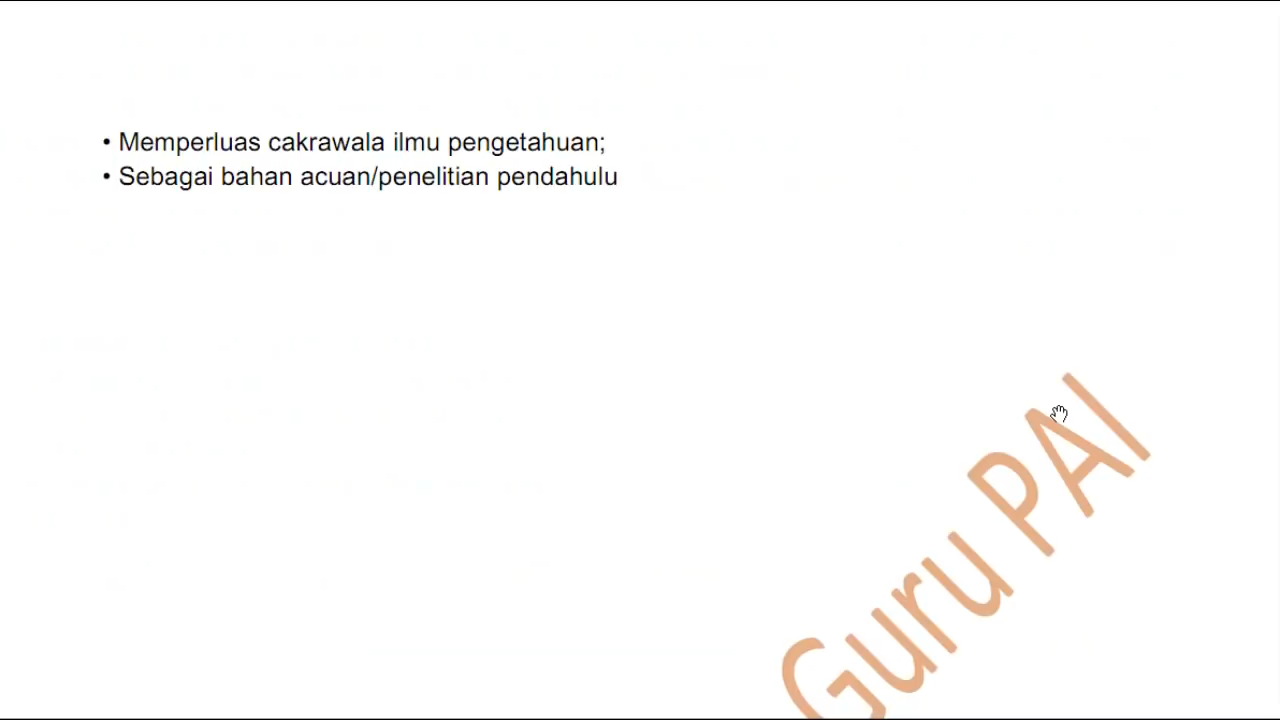 • Memperluas cakrawala ilmu pengetahuan;
• Sebagai bahan acuan/penelitian pendahulu
Guru PAI